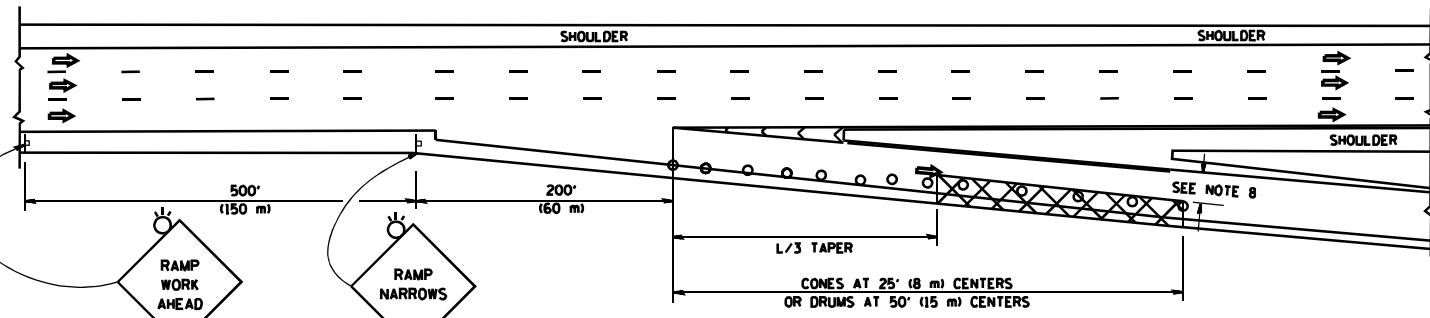 SHOULDER
SHOULDER
SHOULDER
500'
(150 m)
200'
(60 m)
SEE NOTE 8
L/3 TAPER
RAMP
WORK
AHEAD
RAMP
NARROWS
CONES AT 25' (8 m) CENTERS
OR DRUMS AT 50' (15 m) CENTERS